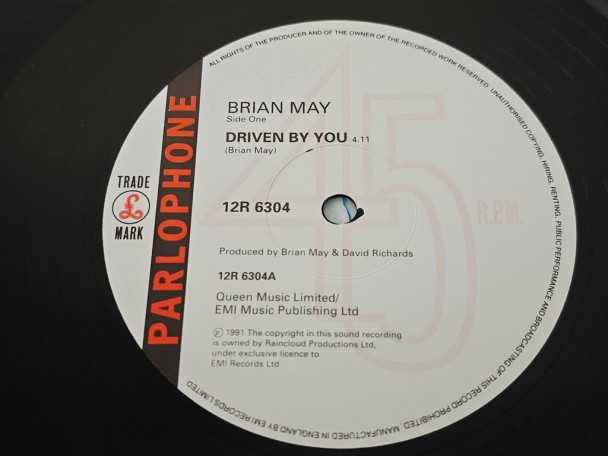 ALL RIGHTS OF THE PRODUCER AND OF THE OWNER OF THE RECORDED WORK RESERVED. UNAUTHORISED COPYING, HIRING, RENTING, PUBLIC PERFORMANCE AND BROADCASTING OF THIS RECORD PROHIBITED. MANUFACTURED IN ENGLAND BY EMI RECORDS LIMITED
BRIAN MAY
Side One
DRIVEN BY YOU 4.11
(Brian May)
PARLOPHONE
TRADE
£
MARK
45
R.P.M.
12R 6304
Produced by Brian May & David Richards
12R 6304A
Queen Music Limited/
EMI Music Publishing Ltd
℗ 1991 The copyright in this sound recording
is owned by Raincloud Productions Ltd,
under exclusive licence to
EMI Records Ltd